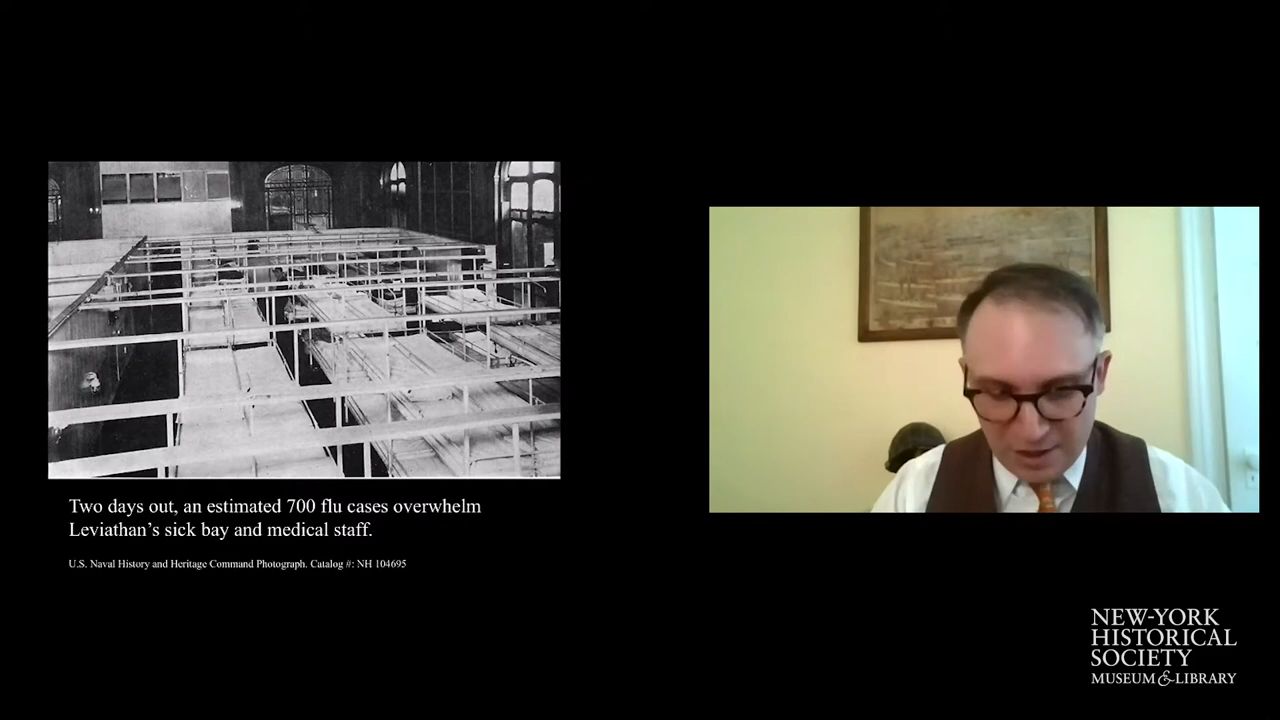 Two days out, an estimated 700 flu cases overwhelm
Leviathan's sick bay and medical staff.
U.S. Naval History and Heritage Command Photograph. Catalog #: NH 104695
NEW-YORK
HISTORICAL
SOCIETY
MUSEUM & LIBRARY